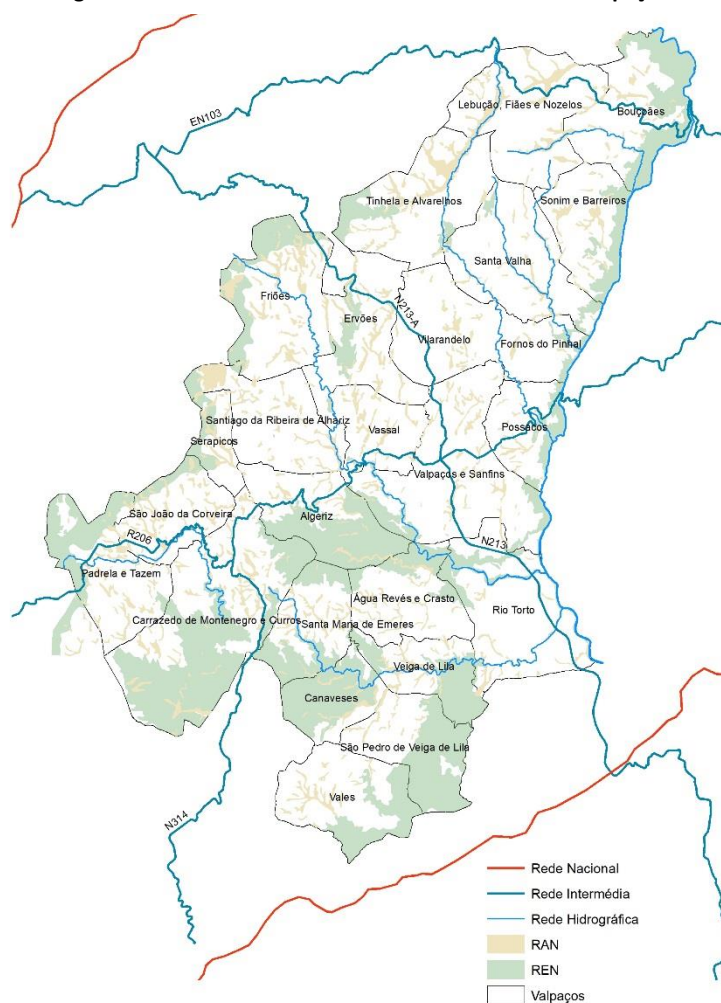 EN103
Lebução, Fiães e Nozelos
Bouçoães
Tinhela e Alvarelhos
Sonim e Barreiros
Santa Valha
Friões
Ervões
N213-A
Vilarandelo
Fornos do Pinhal
Santiago da Ribeira de Alhariz
Vassal
Possacos
Serapicos
Valpaços e Sanfins
São João da Corveira
Algeriz
R206
N213
Padrela e Tazem
Água Revés e Crasto
Rio Torto
Carrazedo de Montenegro e Curros
Santa Maria de Emeres
Veiga de Lila
Canaveses
São Pedro de Veiga de Lila
Vales
N314
Rede Nacional
Rede Intermédia
Rede Hidrográfica
RAN
REN
Valpaços